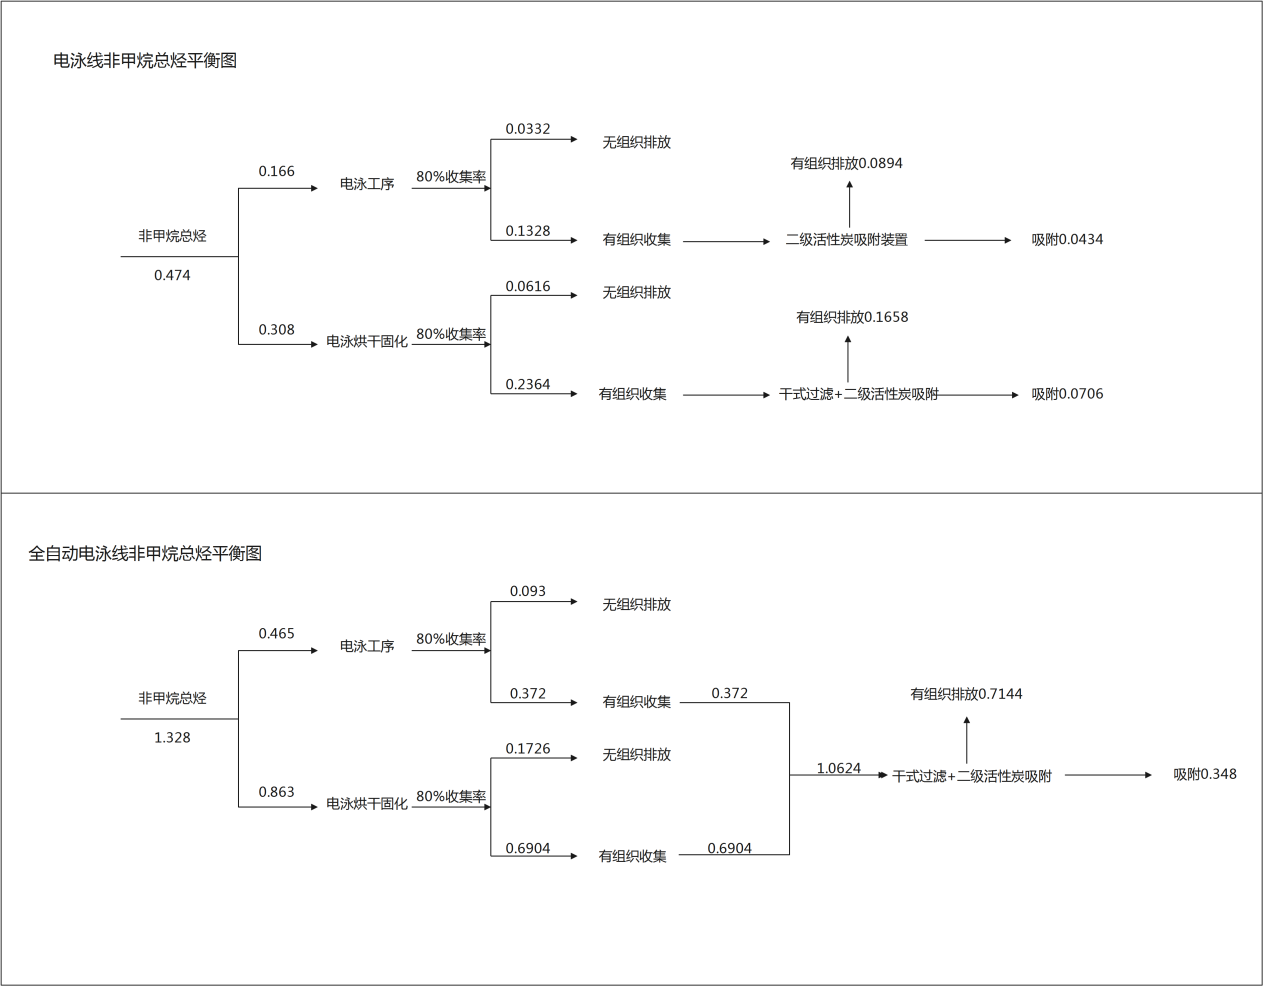 电泳线非甲烷总烃平衡图
0.0332
无组织排放
有组织排放0.0894
0.166
电泳工序
80%收集率
非甲烷总烃
0.1328
有组织收集
二级活性炭吸附装置
吸附0.0434
0.474
0.0616
无组织排放
有组织排放0.1658
0.308
电泳烘干固化
80%收集率
0.2364
有组织收集
干式过滤+二级活性炭吸附
吸附0.0706
全自动电泳线非甲烷总烃平衡图
0.093
无组织排放
0.465
电泳工序
80%收集率
非甲烷总烃
0.372
有组织收集
0.372
有组织排放0.7144
1.328
0.1726
无组织排放
1.0624
干式过滤+二级活性炭吸附
吸附0.348
0.863
电泳烘干固化
80%收集率
0.6904
有组织收集
0.6904